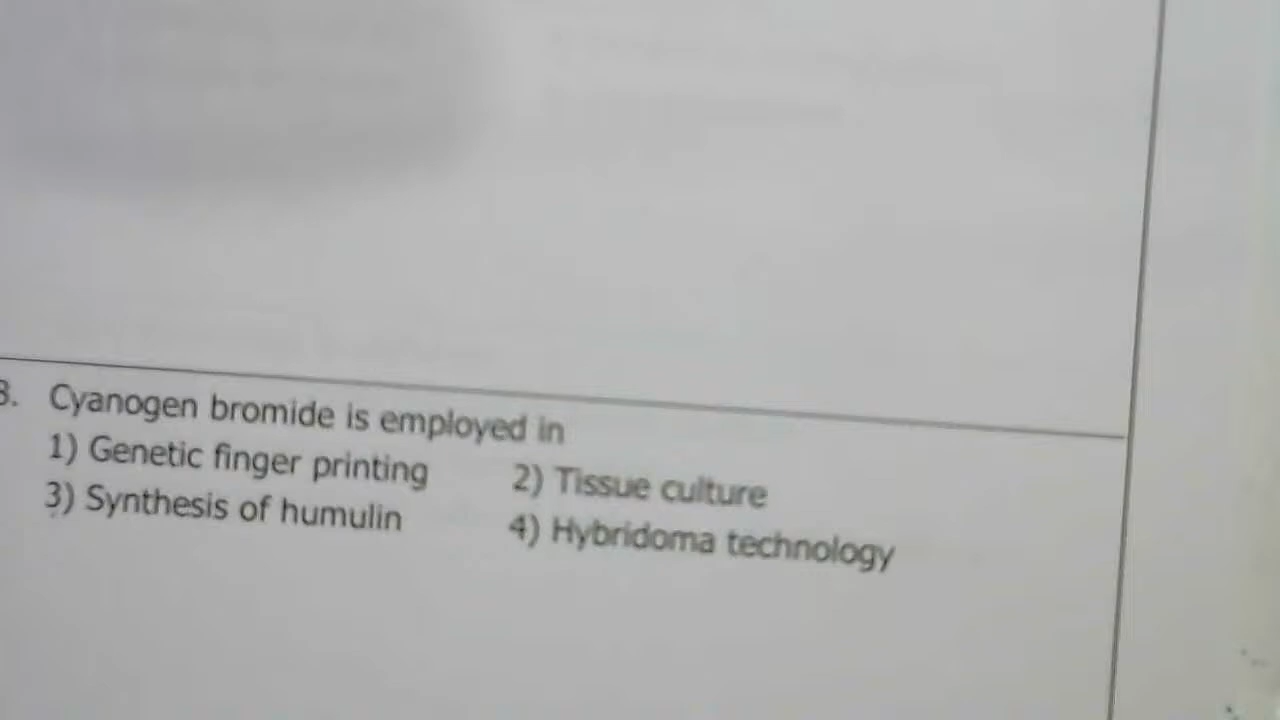 3. Cyanogen bromide is employed in
1) Genetic finger printing 2) Tissue culture
3) Synthesis of humulin 4) Hybridoma technology